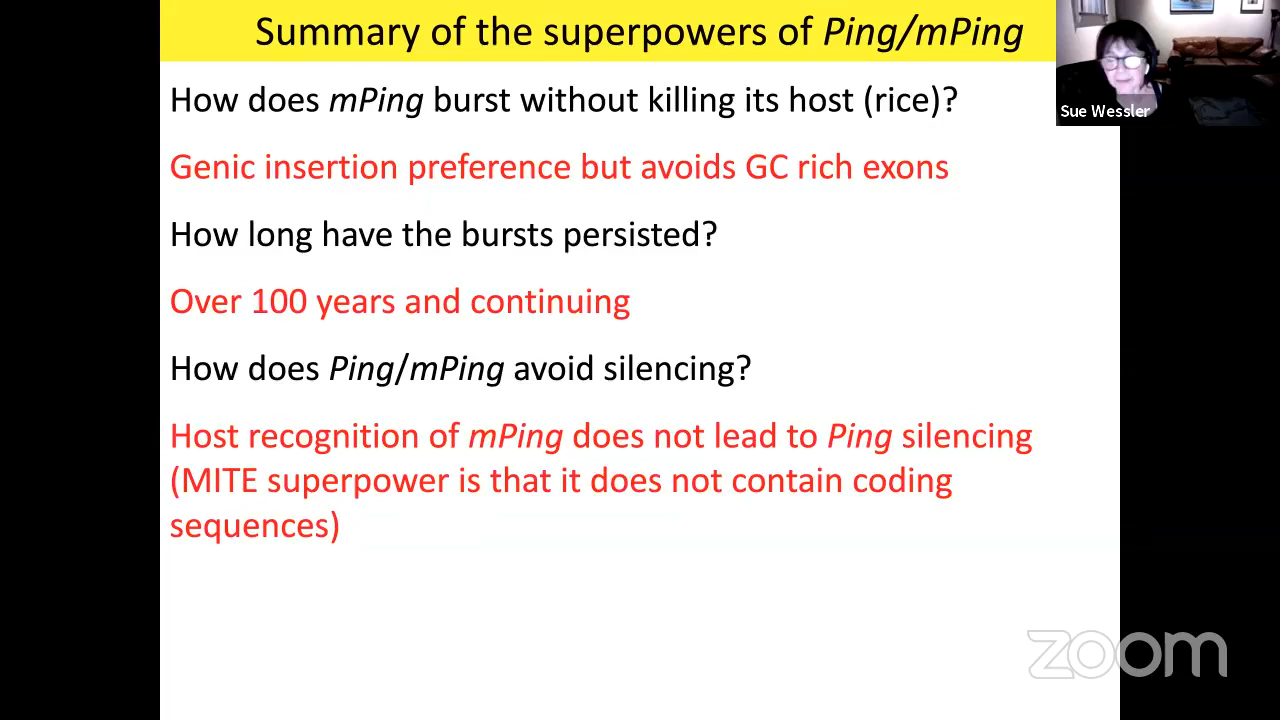 Summary of the superpowers of Ping/mPing
Sue Wessler
How does mPing burst without killing its host (rice)?
Genic insertion preference but avoids GC rich exons
How long have the bursts persisted?
Over 100 years and continuing
How does Ping/mPing avoid silencing?
Host recognition of mPing does not lead to Ping silencing
(MITE superpower is that it does not contain coding
sequences)
zoom